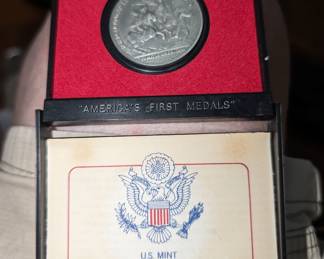 "AMERICA'S FIRST MEDALS"
U.S. MINT